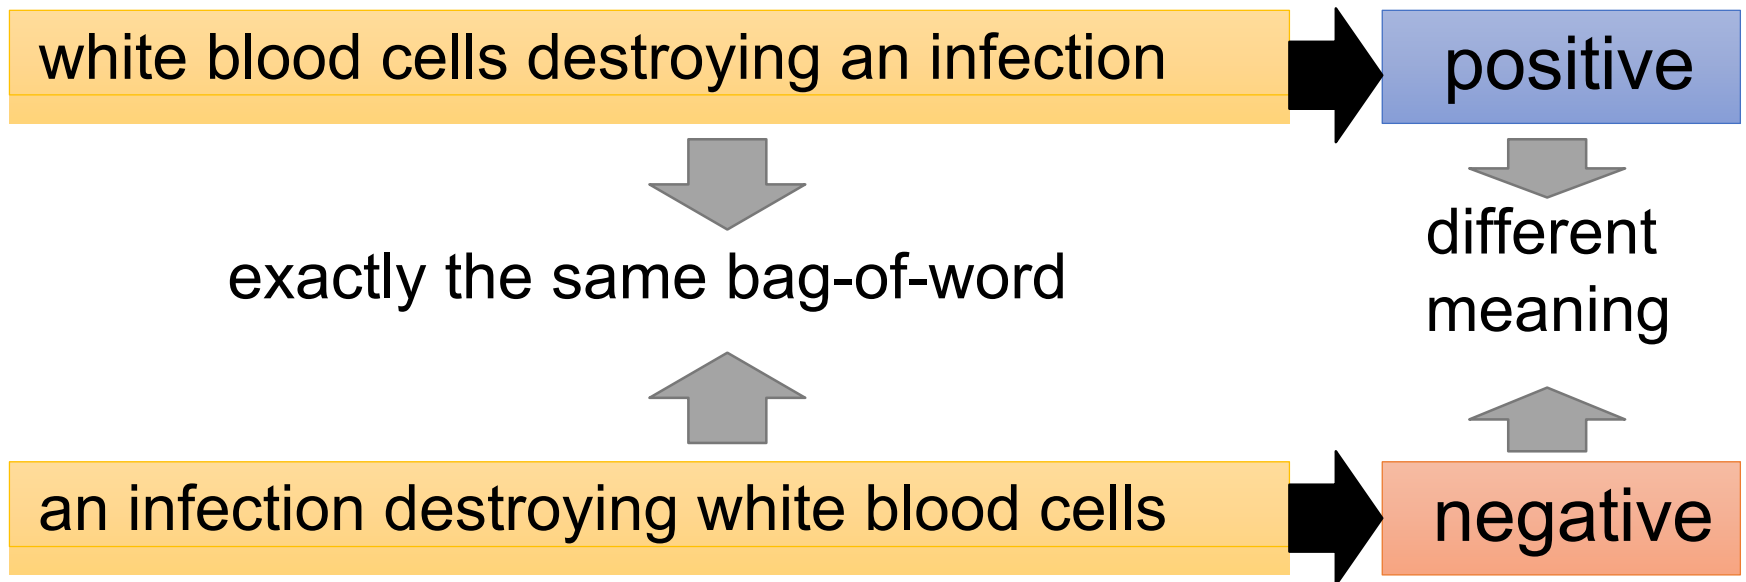 white blood cells destroying an infection
positive
exactly the same bag-of-word
different
meaning
an infection destroying white blood cells
negative